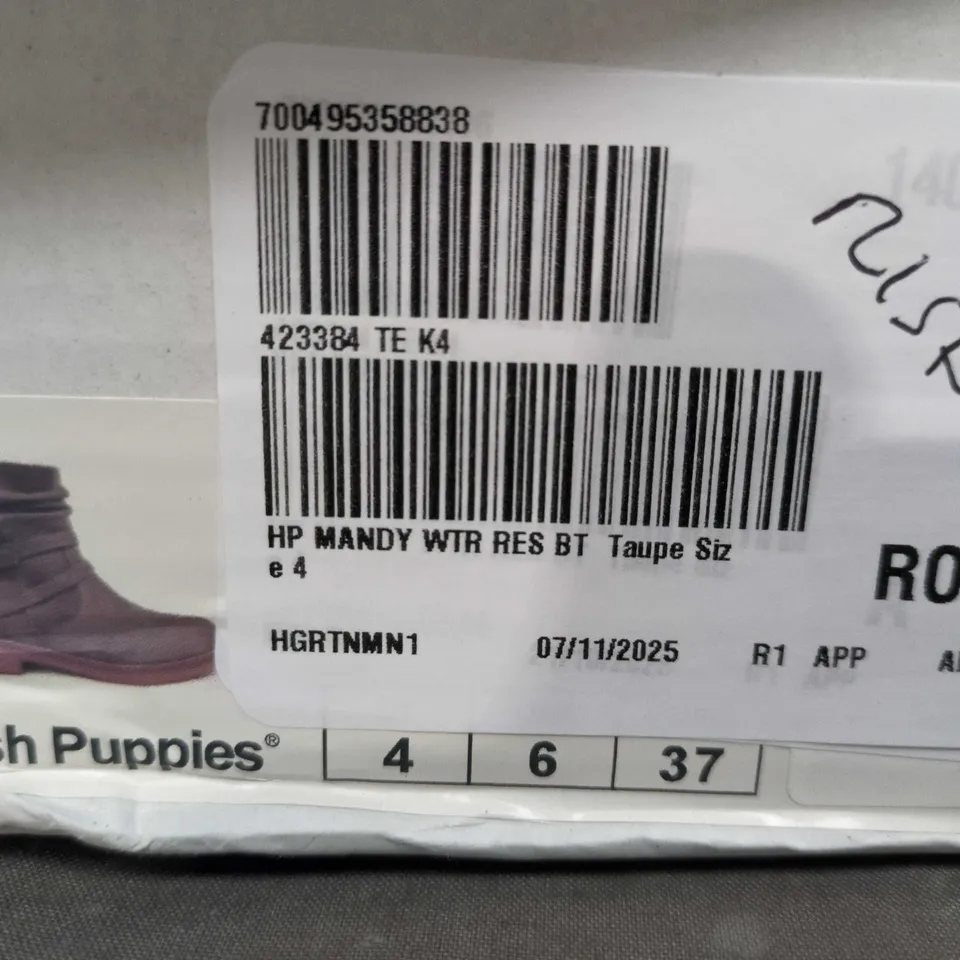 700495358838
423384 TE K4
HP MANDY WTR RES BT Taupe Siz
e 4
HGRTNMN1 07/11/2025 R1 APP
RO
sh Puppies®
4 6 37